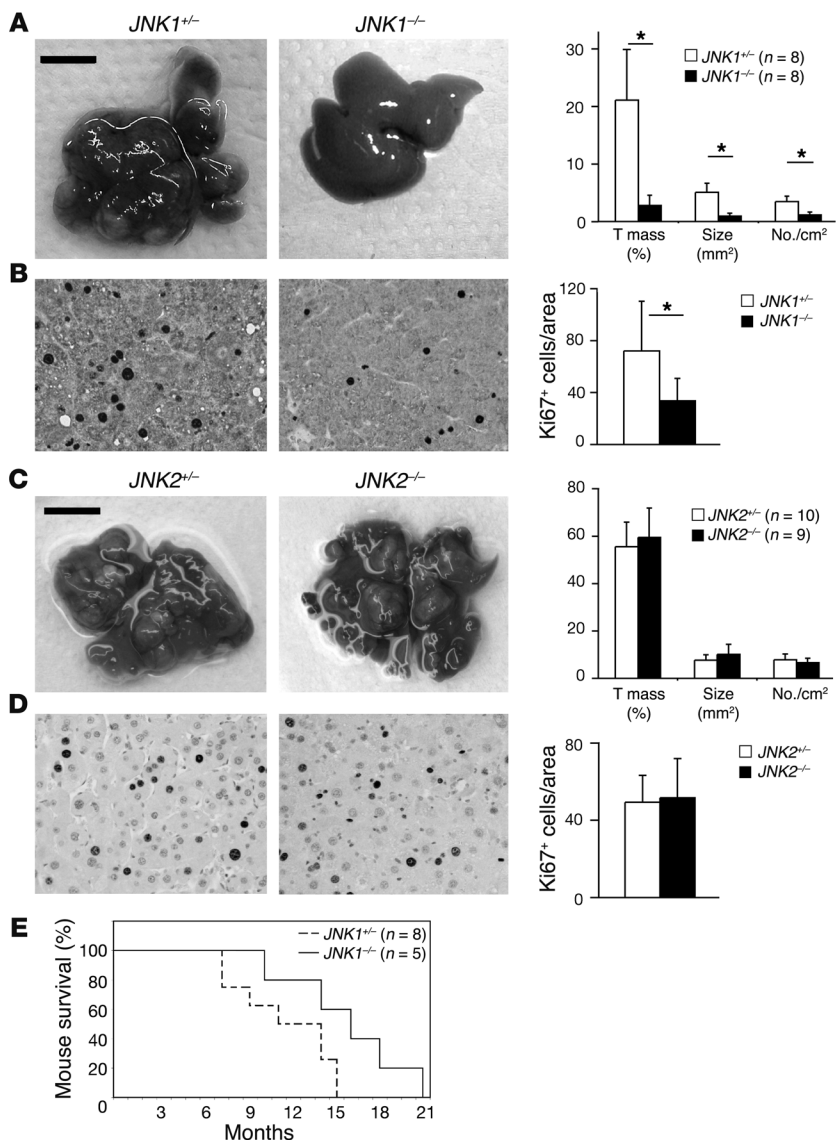 A
JNK1+/–
JNK1–/–
30
20
10
0
*
*
*
JNK1+/– (n = 8)
JNK1–/– (n = 8)
T mass
(%)
Size
(mm²)
No./cm²
B
Ki67+ cells/area
120
80
40
0
*
JNK1+/–
JNK1–/–
C
JNK2+/–
JNK2–/–
80
60
60
20
0
JNK2+/– (n = 10)
JNK2–/– (n = 9)
T mass
(%)
Size
(mm²)
No./cm²
D
Ki67+ cells/area
80
40
0
JNK2+/–
JNK2–/–
E
Mouse survival (%)
100
80
60
40
20
0
JNK1+/– (n = 8)
JNK1–/– (n = 5)
3 6 9 12 15 18 21
Months